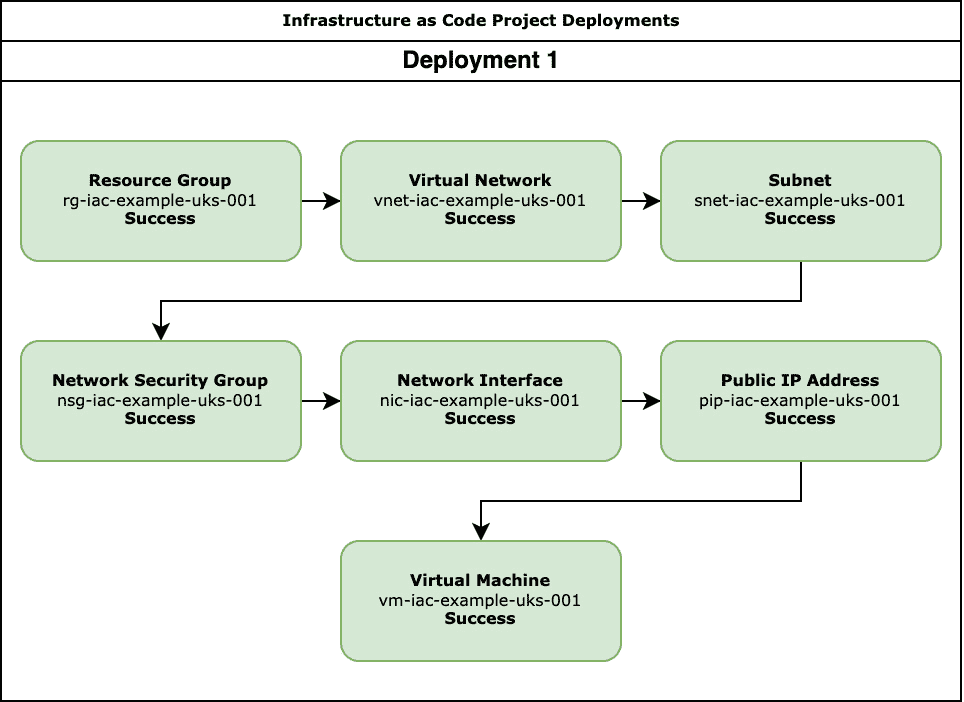 Infrastructure as Code Project Deployments
Deployment 1
Resource Group
rg-iac-example-uks-001
Success
Virtual Network
vnet-iac-example-uks-001
Success
Subnet
snet-iac-example-uks-001
Success
Network Security Group
nsg-iac-example-uks-001
Success
Network Interface
nic-iac-example-uks-001
Success
Public IP Address
pip-iac-example-uks-001
Success
Virtual Machine
vm-iac-example-uks-001
Success